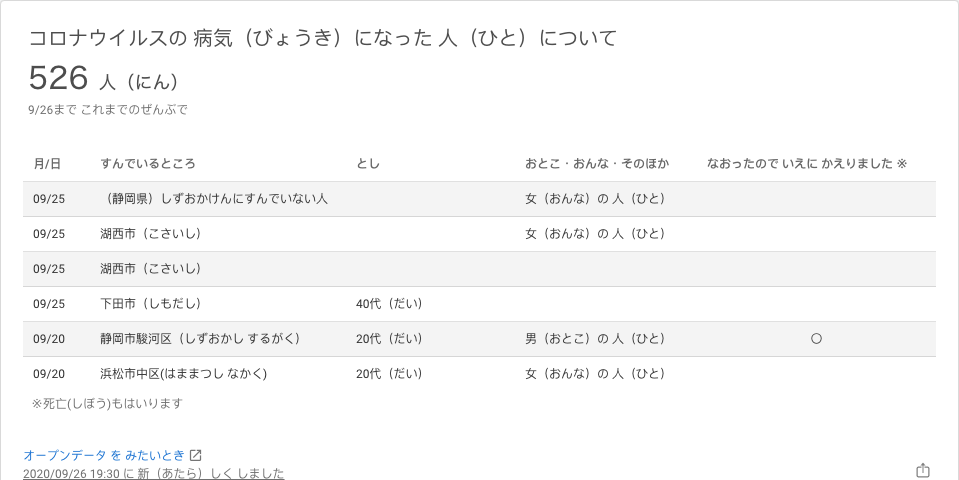 コロナウイルスの 病気（びょうき）になった 人（ひと）について
526 人（にん）
9/26まで これまでのぜんぶで
月/日 すんでいるところ とし おとこ・おんな・そのほか なおったので いえに かえりました ※
09/25 （静岡県）しずおかけんにすんでいない人 女（おんな）の 人（ひと）
09/25 湖西市（こさいし） 女（おんな）の 人（ひと）
09/25 湖西市（こさいし）
09/25 下田市（しもだし） 40代（だい）
09/20 静岡市駿河区（しずおかし するがく） 20代（だい） 男（おとこ）の 人（ひと） 〇
09/20 浜松市中区(はままつし なかく) 20代（だい） 女（おんな）の 人（ひと）
※死亡(しぼう)もはいります
オープンデータ を みたいとき
2020/09/26 19:30 に 新（あたら）しく しました